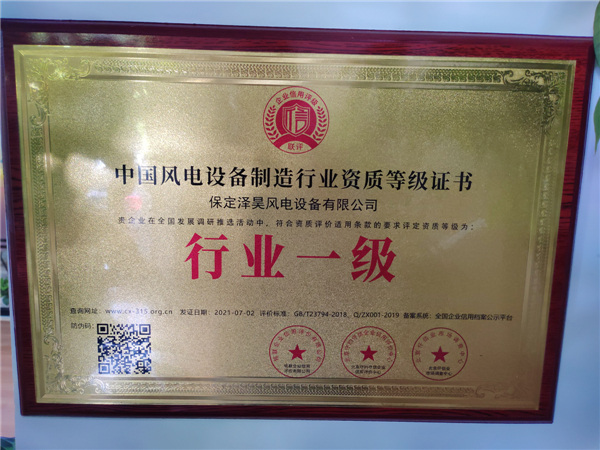 企业信用评级
信
联评
中国风电设备制造行业资质等级证书
保定泽昊风电设备有限公司
贵企业在全国发展调研推选活动中、符合资质评价适用条款的要求评定资质等级为：
行业一级
查询网址：www.cx-315.org.cn 发证日期：2021-07-02 评价标准：GB/T23794-2018、Q/ZX001-2019 备案系统：全国企业信用档案公示平台
防伪码：